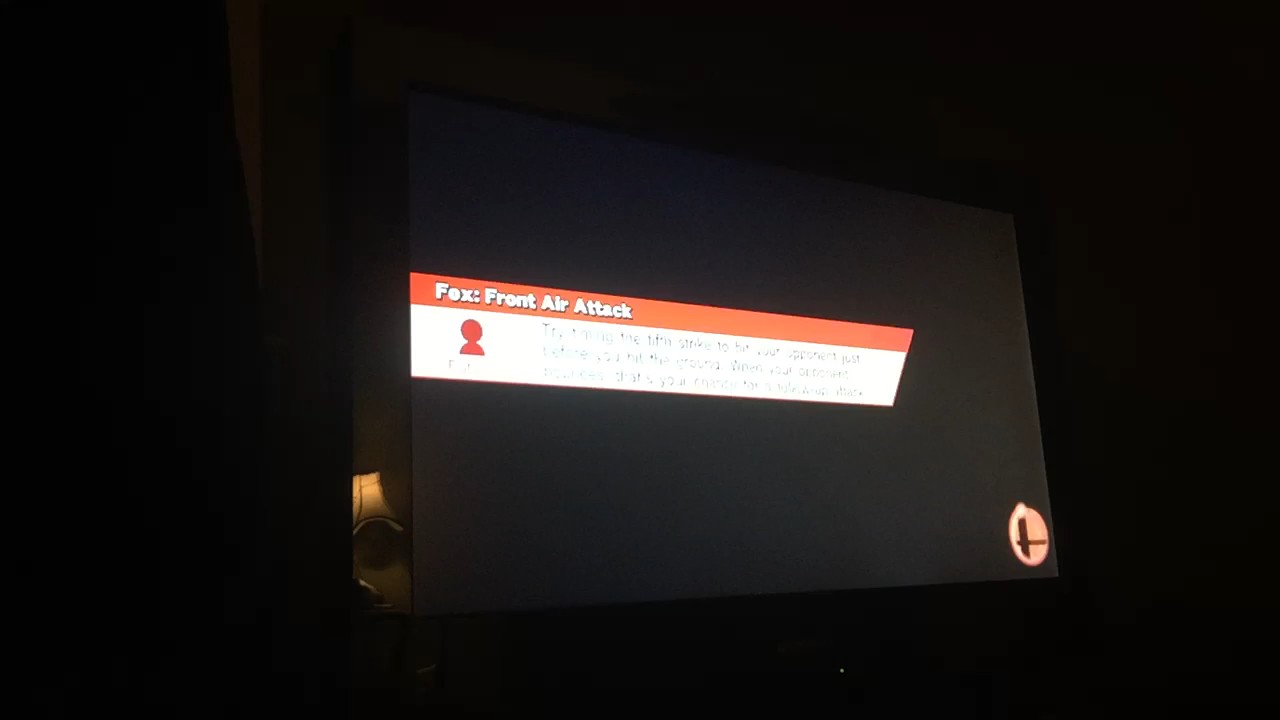 Fox: Front Air Attack
Try timing the fifth strike to hit your opponent just
before you hit the ground. When your opponent
bounces, that's your chance for a follow-up attack.